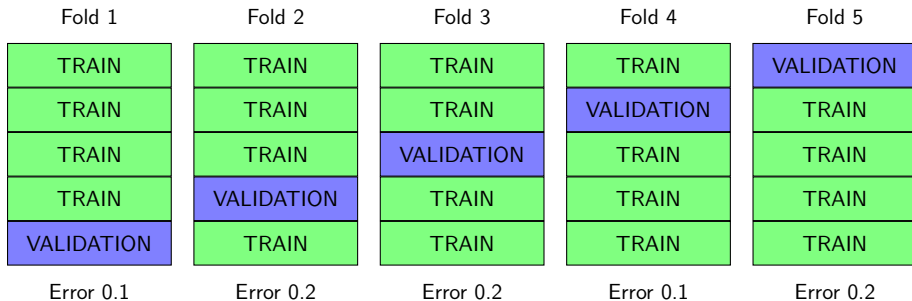 Fold 1 Fold 2 Fold 3 Fold 4 Fold 5
TRAIN TRAIN TRAIN TRAIN VALIDATION
TRAIN TRAIN TRAIN VALIDATION TRAIN
TRAIN TRAIN VALIDATION TRAIN TRAIN
TRAIN VALIDATION TRAIN TRAIN TRAIN
VALIDATION TRAIN TRAIN TRAIN TRAIN
Error 0.1 Error 0.2 Error 0.2 Error 0.1 Error 0.2